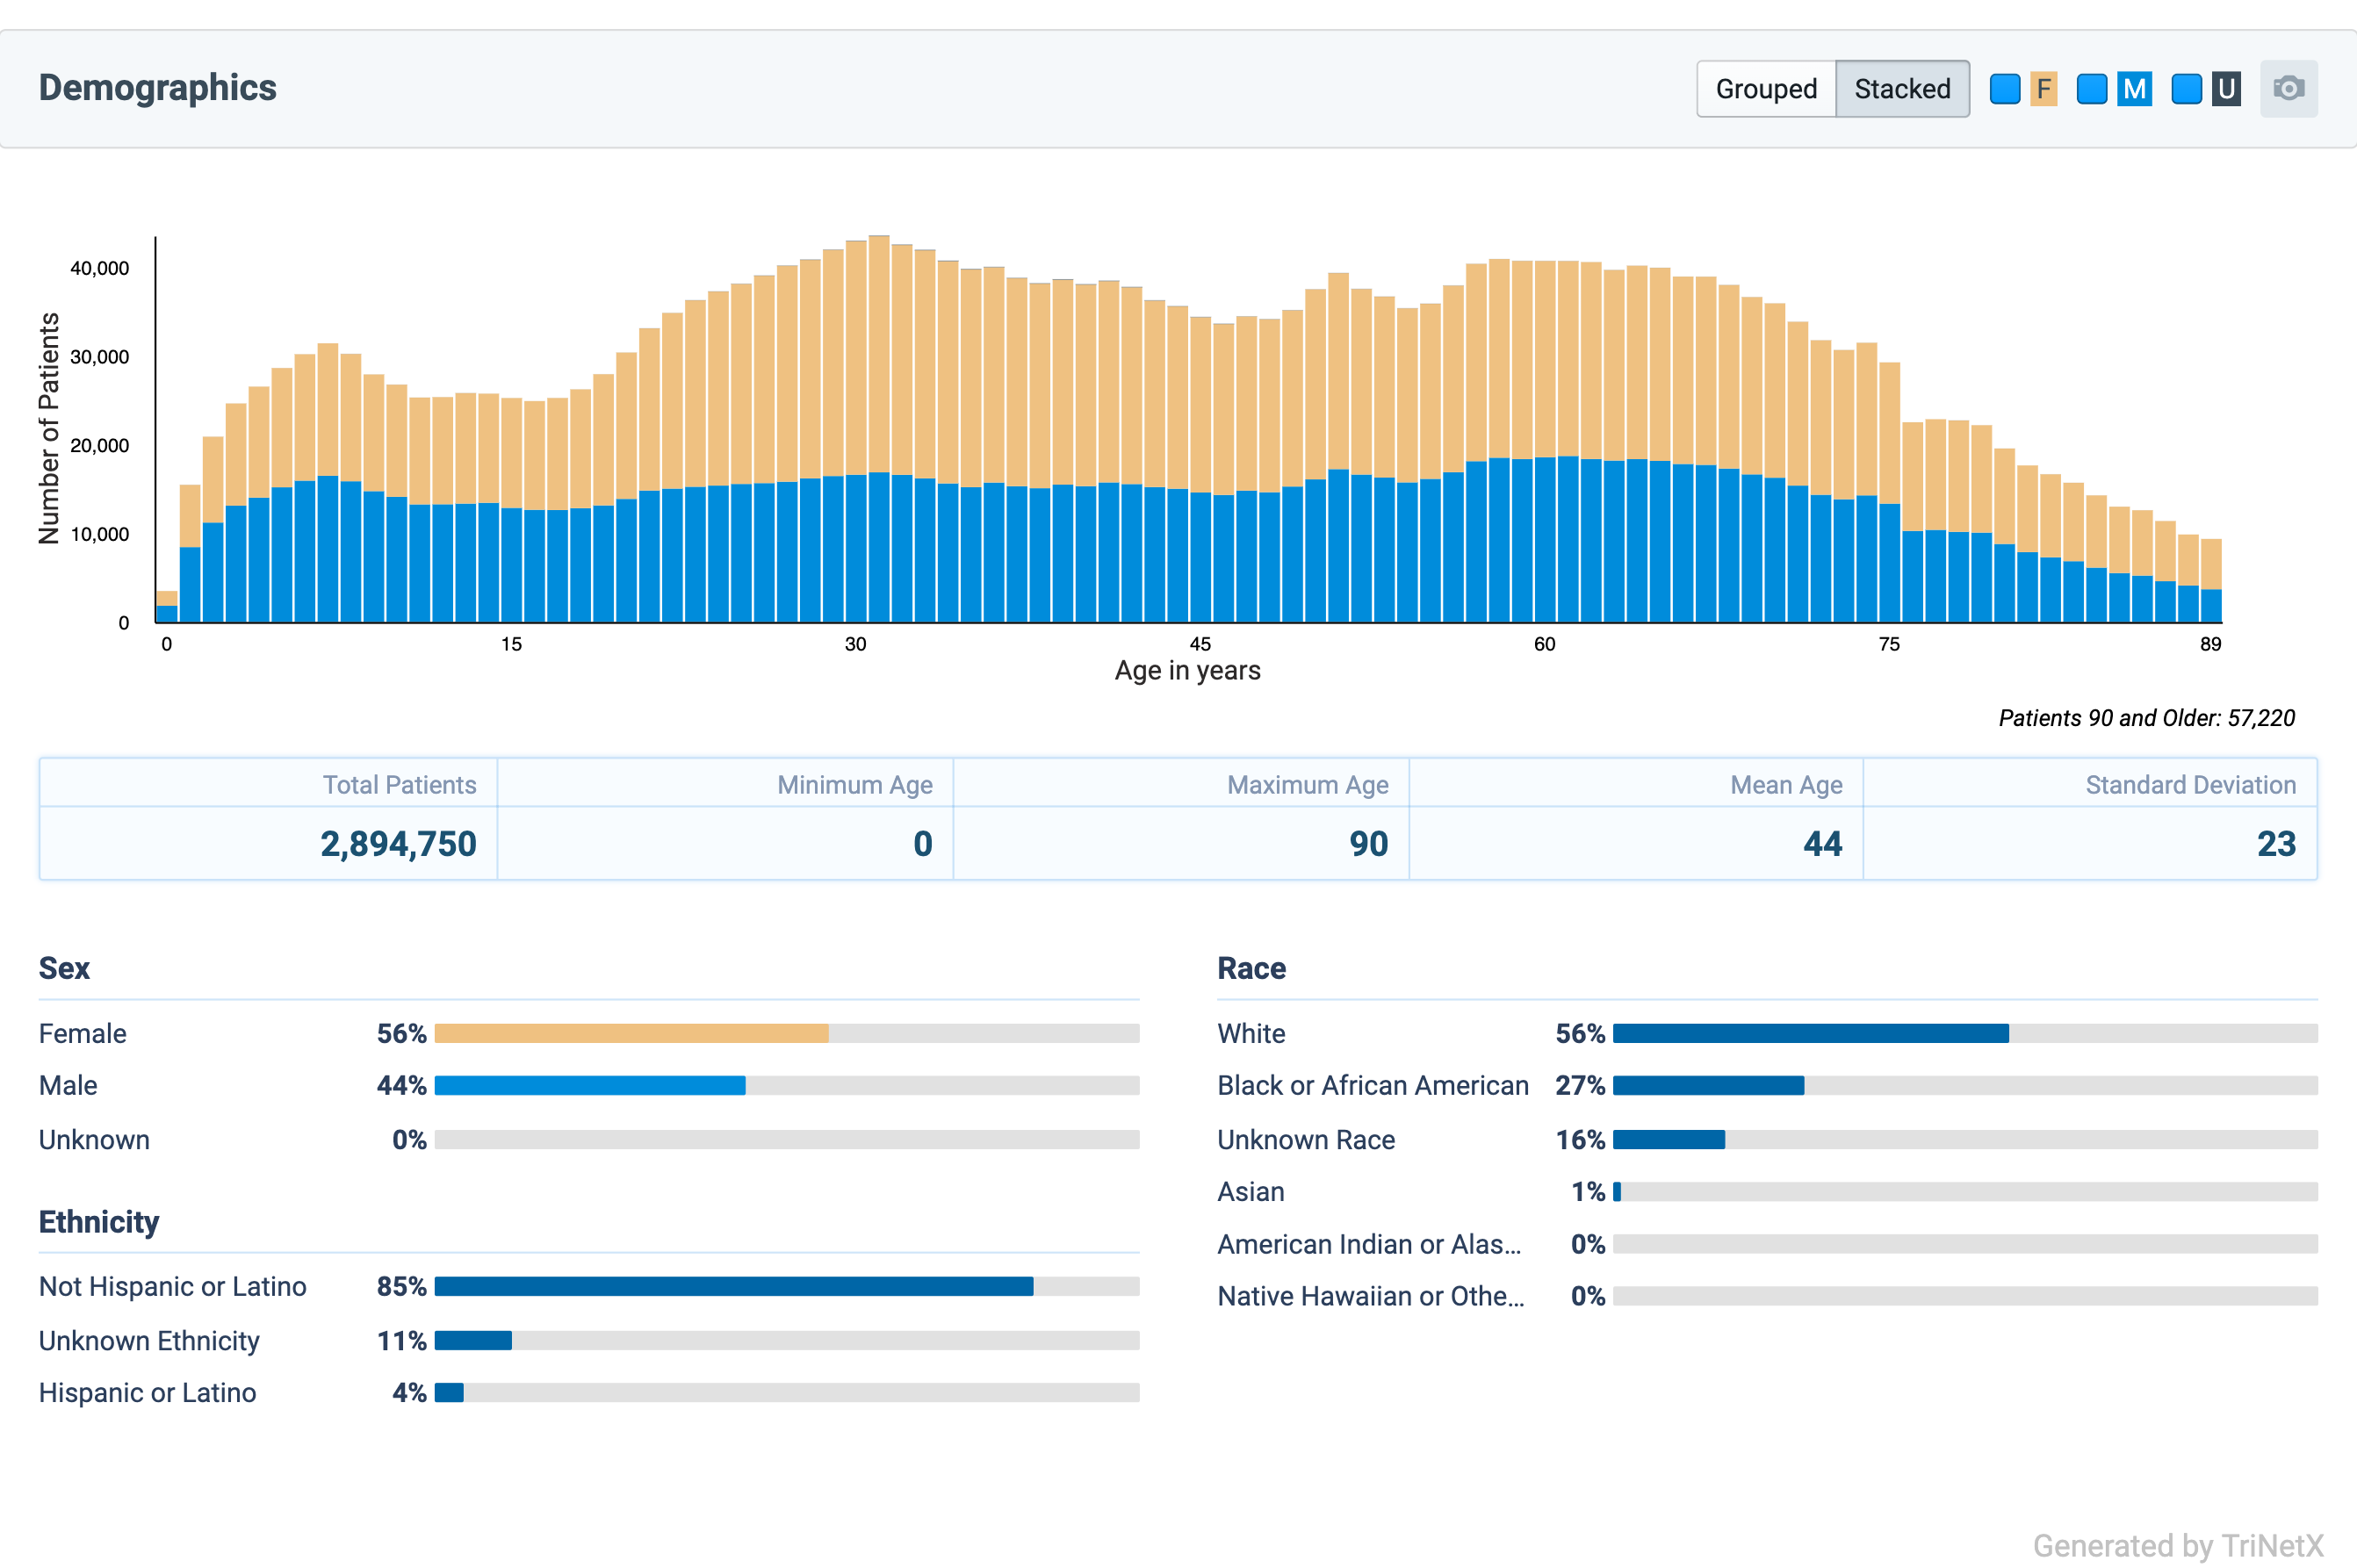 Demographics
Grouped Stacked F M U
Number of Patients
40,000
30,000
20,000
10,000
0
0 15 30 45 60 75 89
Age in years
Patients 90 and Older: 57,220
Total Patients Minimum Age Maximum Age Mean Age Standard Deviation
2,894,750 0 90 44 23
Sex
Female 56%
Male 44%
Unknown 0%
Ethnicity
Not Hispanic or Latino 85%
Unknown Ethnicity 11%
Hispanic or Latino 4%
Race
White 56%
Black or African American 27%
Unknown Race 16%
Asian 1%
American Indian or Alas... 0%
Native Hawaiian or Othe... 0%
Generated by TriNetX